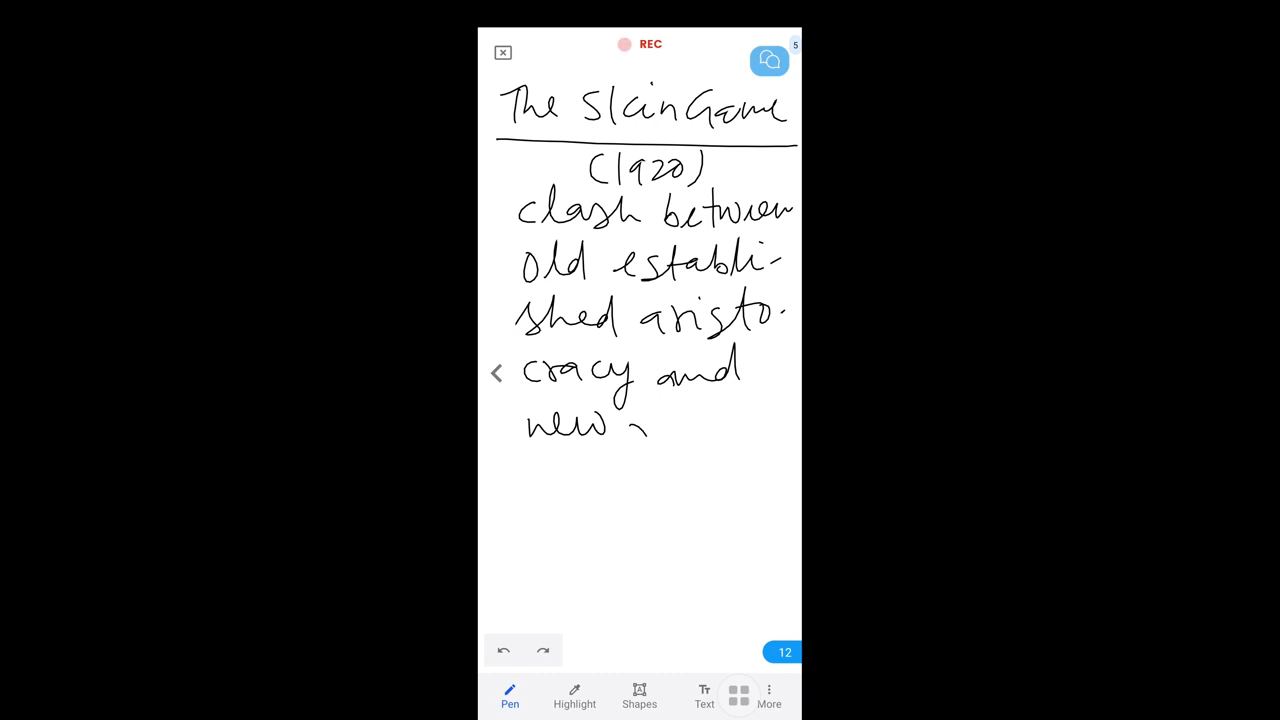 REC
5
The Skin Game
(1920)
clash between
old establi-
shed aristo-
cracy and
new
12
Pen Highlight Shapes Text More